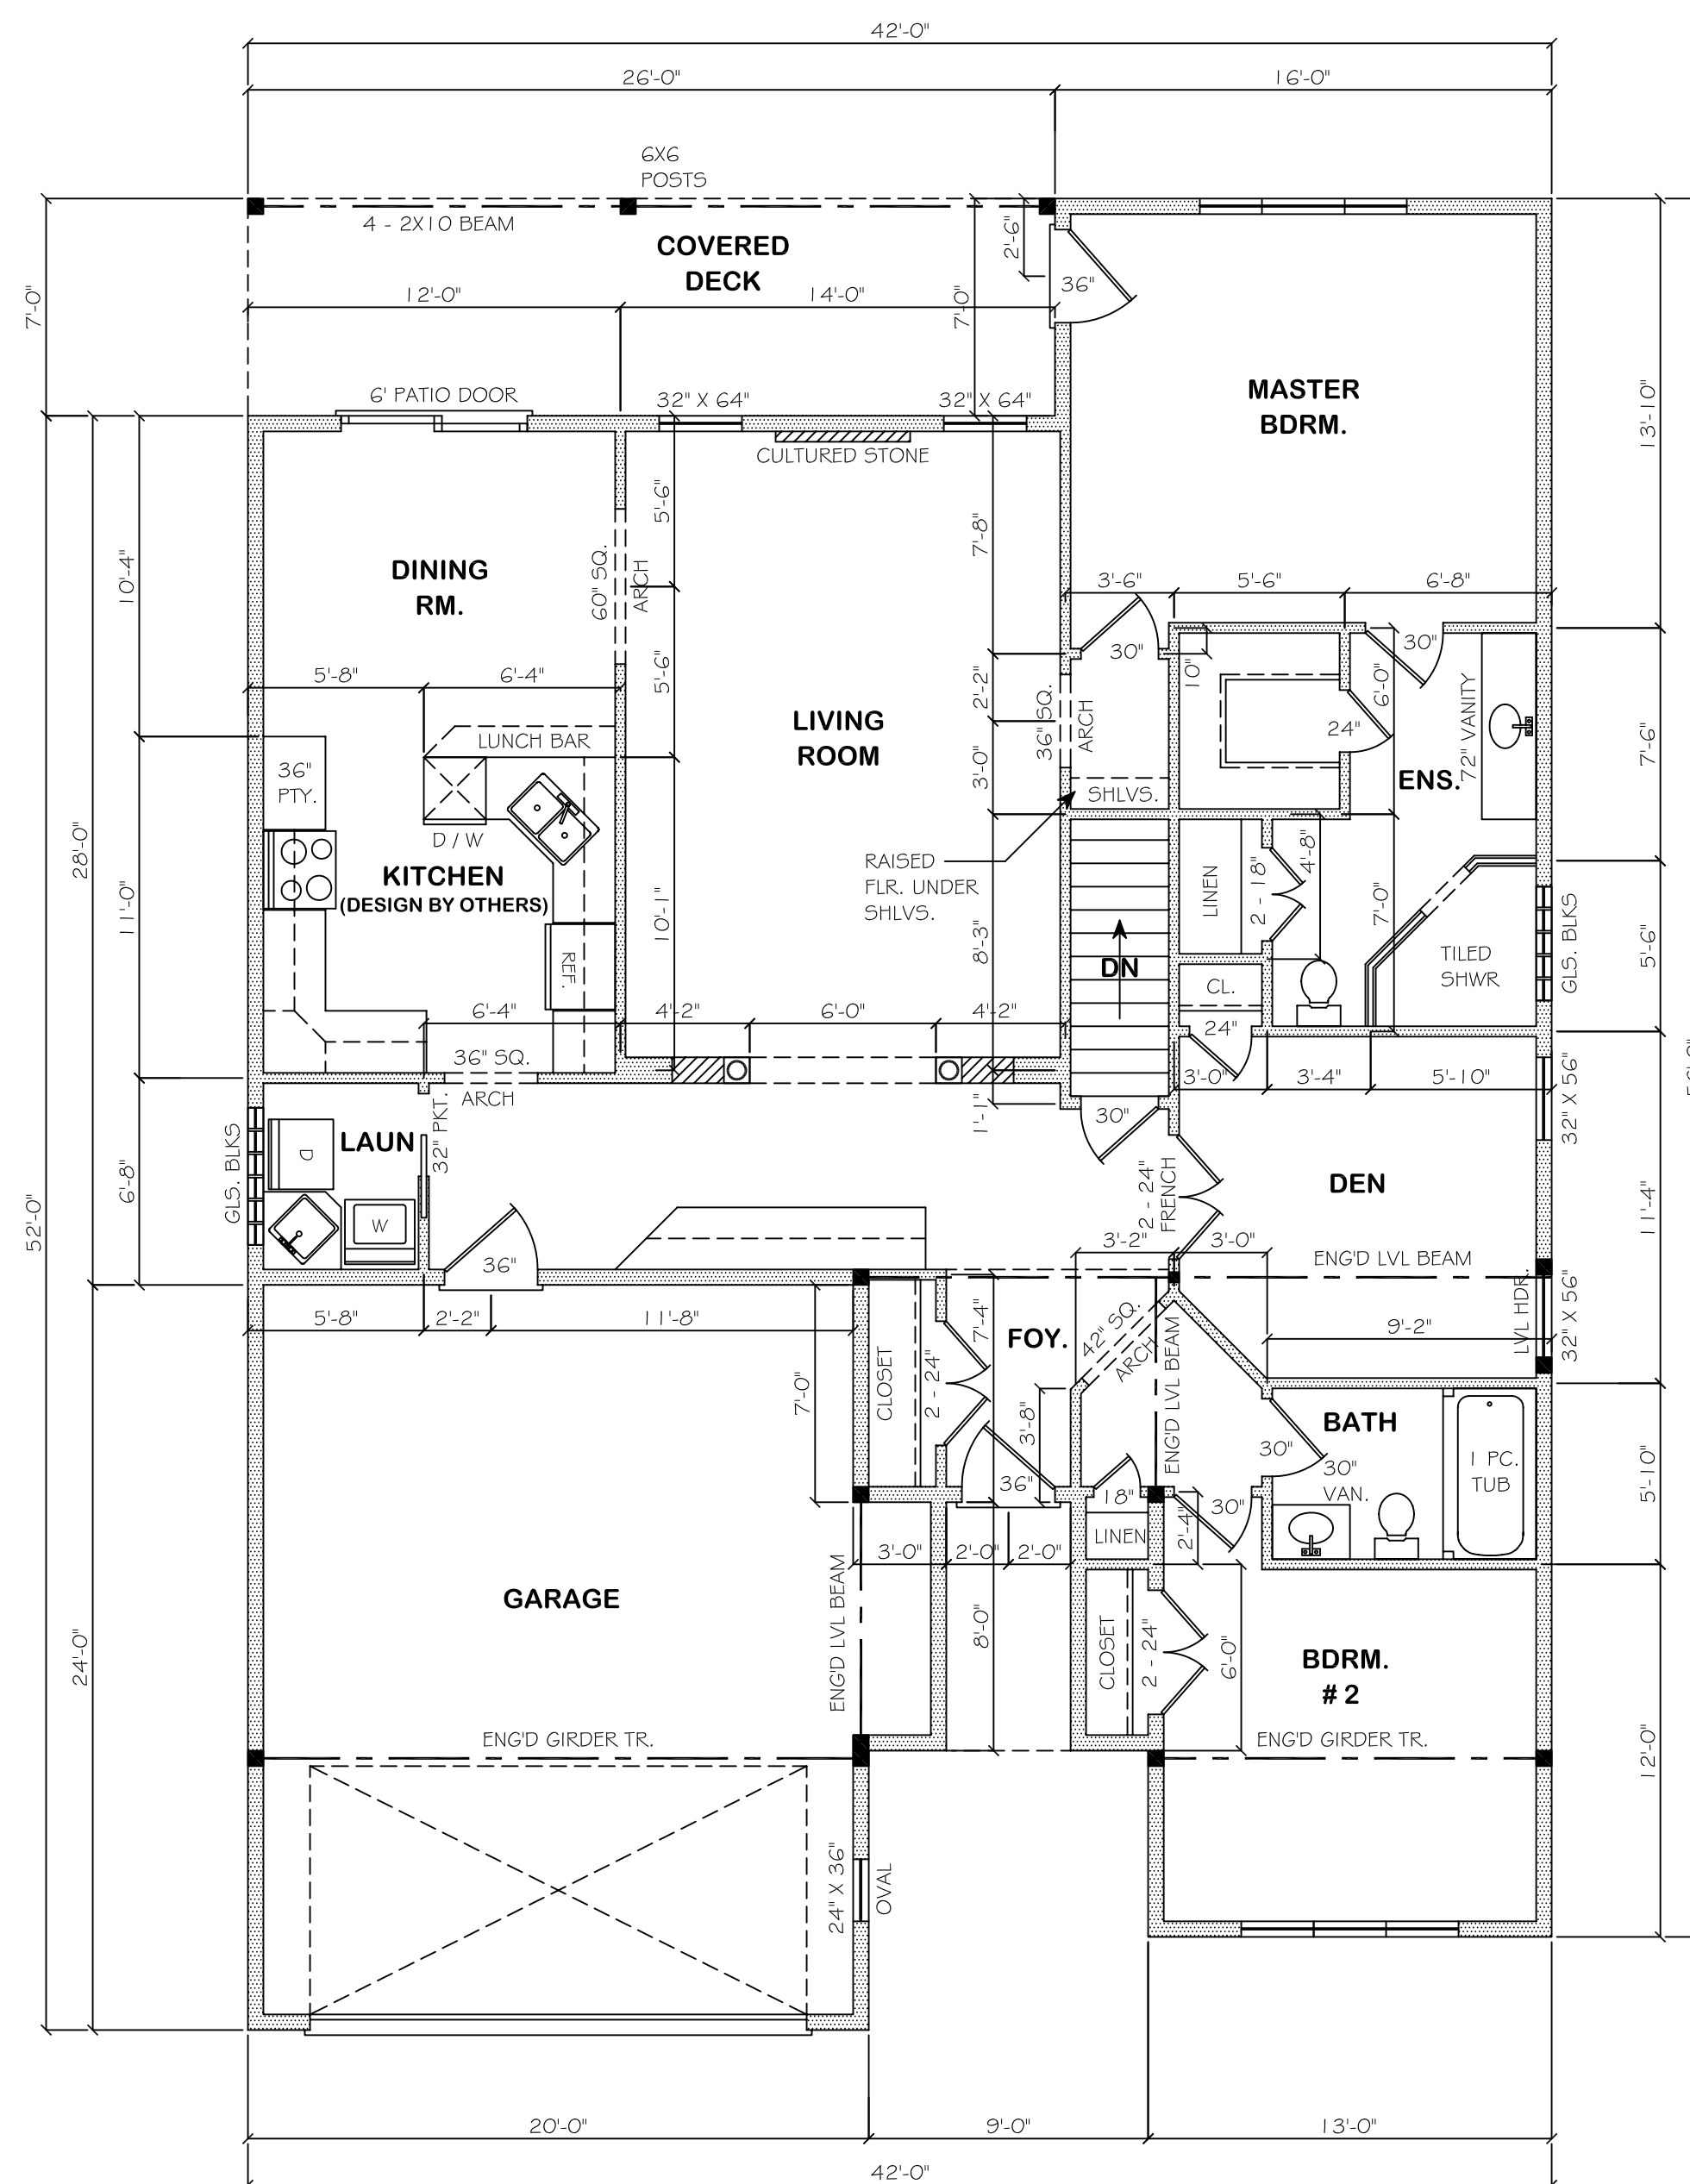 42'-0"
26'-0"
16'-0"
6X6
POSTS
4 - 2X10 BEAM
COVERED
DECK
2'-6"
36"
12'-0"
14'-0"
7'-0"
7'-0"
6' PATIO DOOR
32" X 64"
32" X 64"
CULTURED STONE
MASTER
BDRM.
13'-10"
5'-6"
7'-8"
10'-4"
DINING
RM.
60" SQ.
ARCH
3'-6"
5'-6"
6'-8"
30"
10"
30"
5'-8"
6'-4"
5'-6"
2'-2"
36" SQ.
ARCH
6'-0"
72" VANITY
LIVING
ROOM
24"
LUNCH BAR
36"
PTY.
3'-0"
SHLVS.
ENS.
7'-6"
D / W
28'-0"
KITCHEN
(DESIGN BY OTHERS)
11'-0"
RAISED
FLR. UNDER
SHLVS.
LINEN
2 - 18"
4'-8"
7'-0"
10'-1"
8'-3"
DN
REF.
CL.
TILED
SHWR
GLS. BLKS
5'-6"
6'-4"
4'-2"
6'-0"
4'-2"
24"
36" SQ.
ARCH
3'-0"
3'-4"
5'-10"
32" X 56"
1'-1"
30"
GLS. BLKS
D
LAUN
32" PKT.
6'-8"
W
2 - 24"
FRENCH
DEN
11'-4"
52'-0"
36"
3'-2"
3'-0"
ENG'D LVL BEAM
5'-8"
2'-2"
11'-8"
7'-4"
FOY.
42" SQ.
ARCH
ENG'D LVL BEAM
9'-2"
LVL HDR.
32" X 56"
7'-0"
CLOSET
2 - 24"
3'-8"
36"
18"
30"
30"
BATH
30"
VAN.
1 PC.
TUB
5'-10"
LINEN
2'-4"
3'-0"
2'-0"
2'-0"
GARAGE
ENG'D LVL BEAM
8'-0"
CLOSET
2 - 24"
6'-0"
BDRM.
# 2
24'-0"
ENG'D GIRDER TR.
ENG'D GIRDER TR.
12'-0"
24" X 36"
OVAL
20'-0"
9'-0"
13'-0"
42'-0"